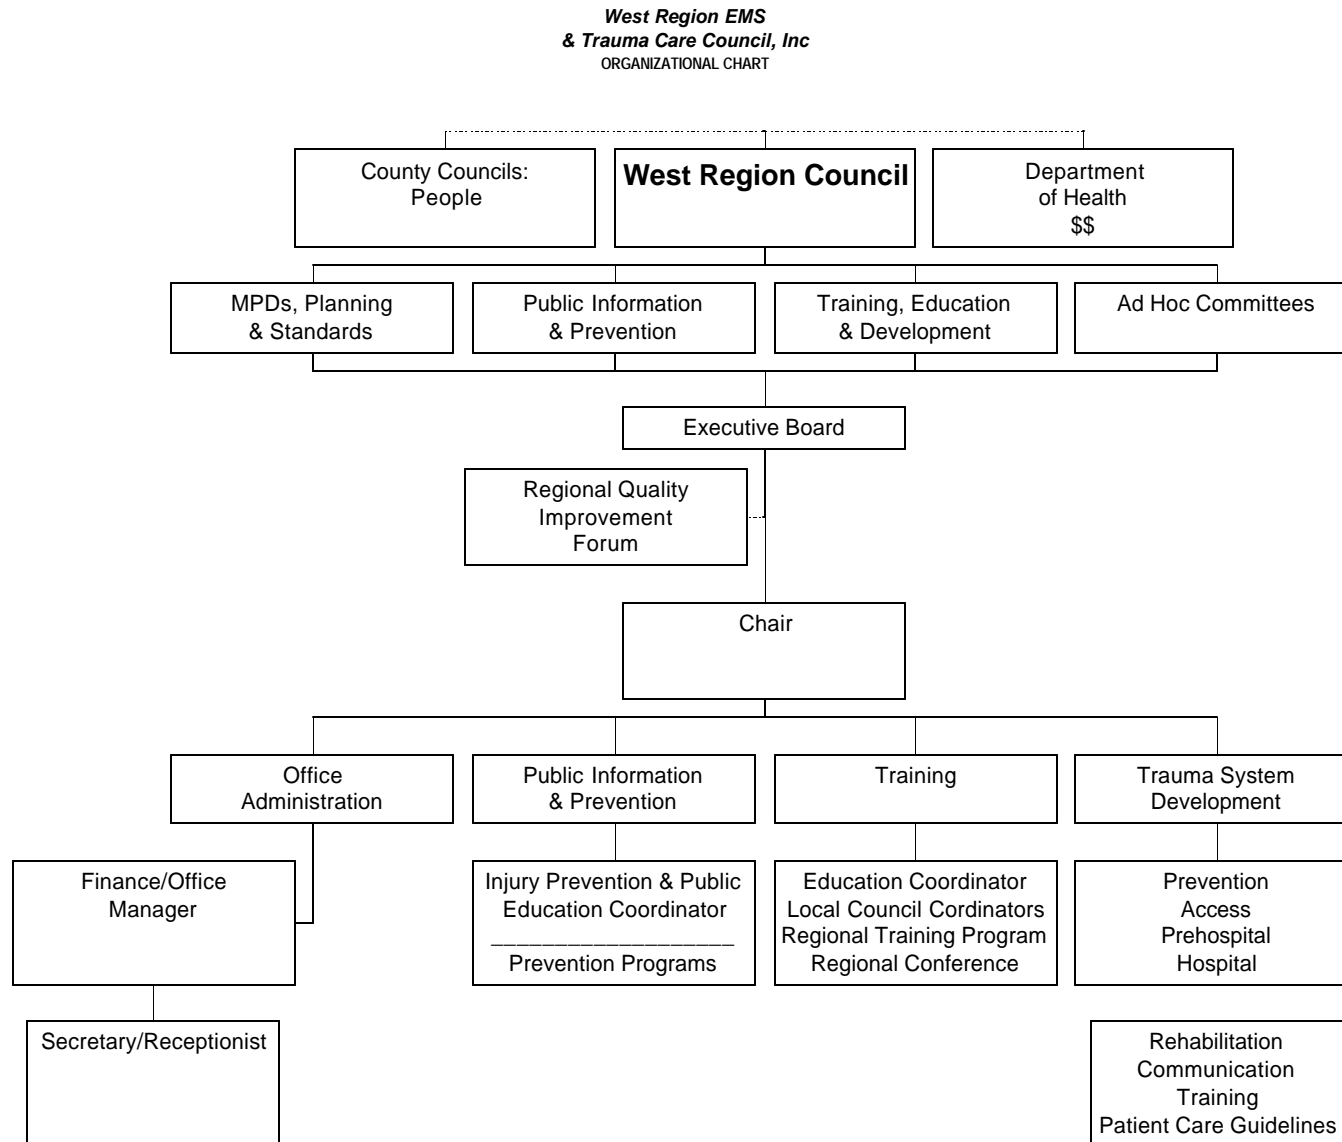 West Region EMS
& Trauma Care Council, Inc
ORGANIZATIONAL CHART
County Councils:
People
West Region Council
Department
of Health
$$
MPDs, Planning
& Standards
Public Information
& Prevention
Training, Education
& Development
Ad Hoc Committees
Executive Board
Regional Quality
Improvement
Forum
Chair
Office
Administration
Public Information
& Prevention
Training
Trauma System
Development
Finance/Office
Manager
Injury Prevention & Public
Education Coordinator
___________________
Prevention Programs
Education Coordinator
Local Council Cordinators
Regional Training Program
Regional Conference
Prevention
Access
Prehospital
Hospital
Secretary/Receptionist
Rehabilitation
Communication
Training
Patient Care Guidelines